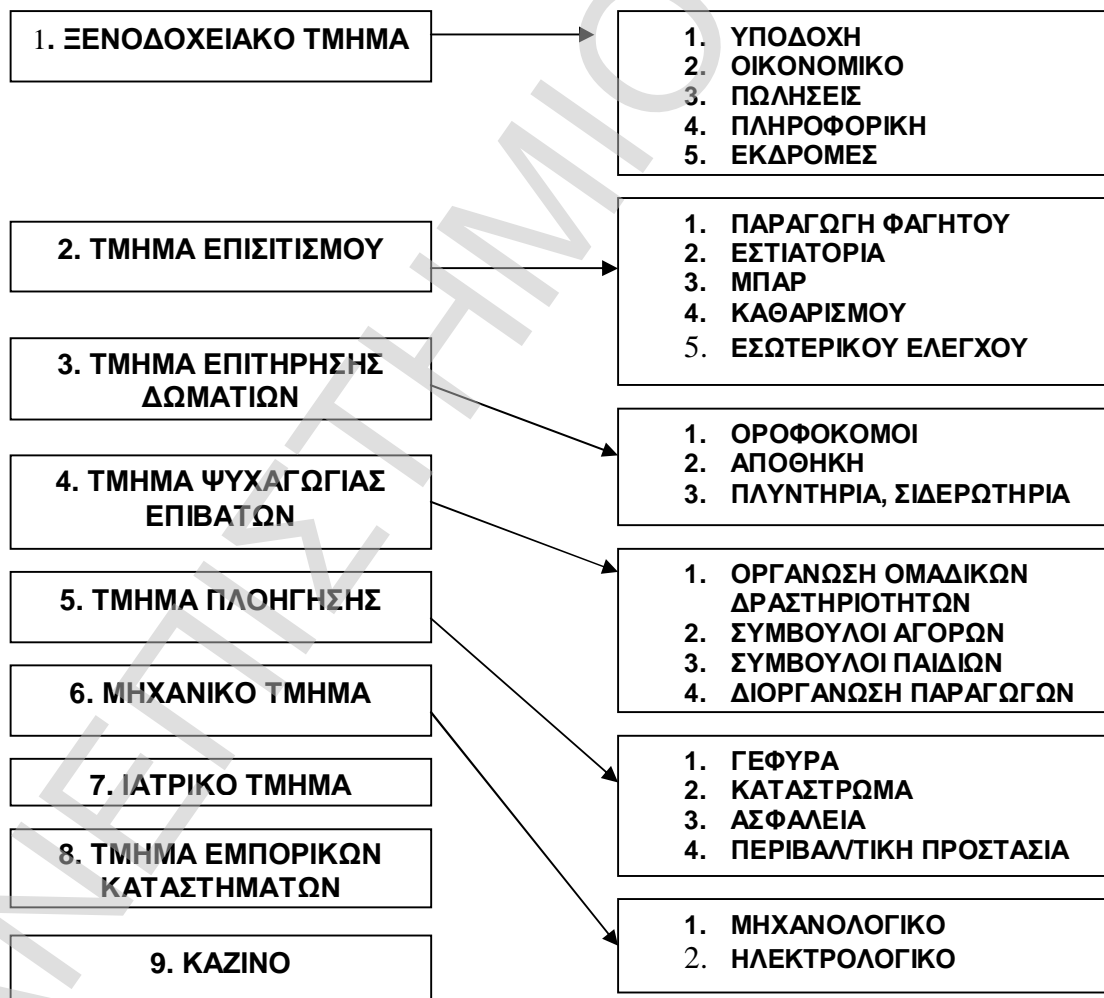 1. ΞΕΝΟΔΟΧΕΙΑΚΟ ΤΜΗΜΑ
1. ΥΠΟΔΟΧΗ
2. ΟΙΚΟΝΟΜΙΚΟ
3. ΠΩΛΗΣΕΙΣ
4. ΠΛΗΡΟΦΟΡΙΚΗ
5. ΕΚΔΡΟΜΕΣ
2. ΤΜΗΜΑ ΕΠΙΣΙΤΙΣΜΟΥ
1. ΠΑΡΑΓΩΓΗ ΦΑΓΗΤΟΥ
2. ΕΣΤΙΑΤΟΡΙΑ
3. ΜΠΑΡ
4. ΚΑΘΑΡΙΣΜΟΥ
5. ΕΣΩΤΕΡΙΚΟΥ ΕΛΕΓΧΟΥ
3. ΤΜΗΜΑ ΕΠΙΤΗΡΗΣΗΣ
ΔΩΜΑΤΙΩΝ
1. ΟΡΟΦΟΚΟΜΟΙ
2. ΑΠΟΘΗΚΗ
3. ΠΛΥΝΤΗΡΙΑ, ΣΙΔΕΡΩΤΗΡΙΑ
4. ΤΜΗΜΑ ΨΥΧΑΓΩΓΙΑΣ
ΕΠΙΒΑΤΩΝ
1. ΟΡΓΑΝΩΣΗ ΟΜΑΔΙΚΩΝ
ΔΡΑΣΤΗΡΙΟΤΗΤΩΝ
2. ΣΥΜΒΟΥΛΟΙ ΑΓΟΡΩΝ
3. ΣΥΜΒΟΥΛΟΙ ΠΑΙΔΙΩΝ
4. ΔΙΟΡΓΑΝΩΣΗ ΠΑΡΑΓΩΓΩΝ
5. ΤΜΗΜΑ ΠΛΟΗΓΗΣΗΣ
1. ΓΕΦΥΡΑ
2. ΚΑΤΑΣΤΡΩΜΑ
3. ΑΣΦΑΛΕΙΑ
4. ΠΕΡΙΒΑΛ/ΤΙΚΗ ΠΡΟΣΤΑΣΙΑ
6. ΜΗΧΑΝΙΚΟ ΤΜΗΜΑ
1. ΜΗΧΑΝΟΛΟΓΙΚΟ
2. ΗΛΕΚΤΡΟΛΟΓΙΚΟ
7. ΙΑΤΡΙΚΟ ΤΜΗΜΑ
8. ΤΜΗΜΑ ΕΜΠΟΡΙΚΩΝ
ΚΑΤΑΣΤΗΜΑΤΩΝ
9. ΚΑΖΙΝΟ